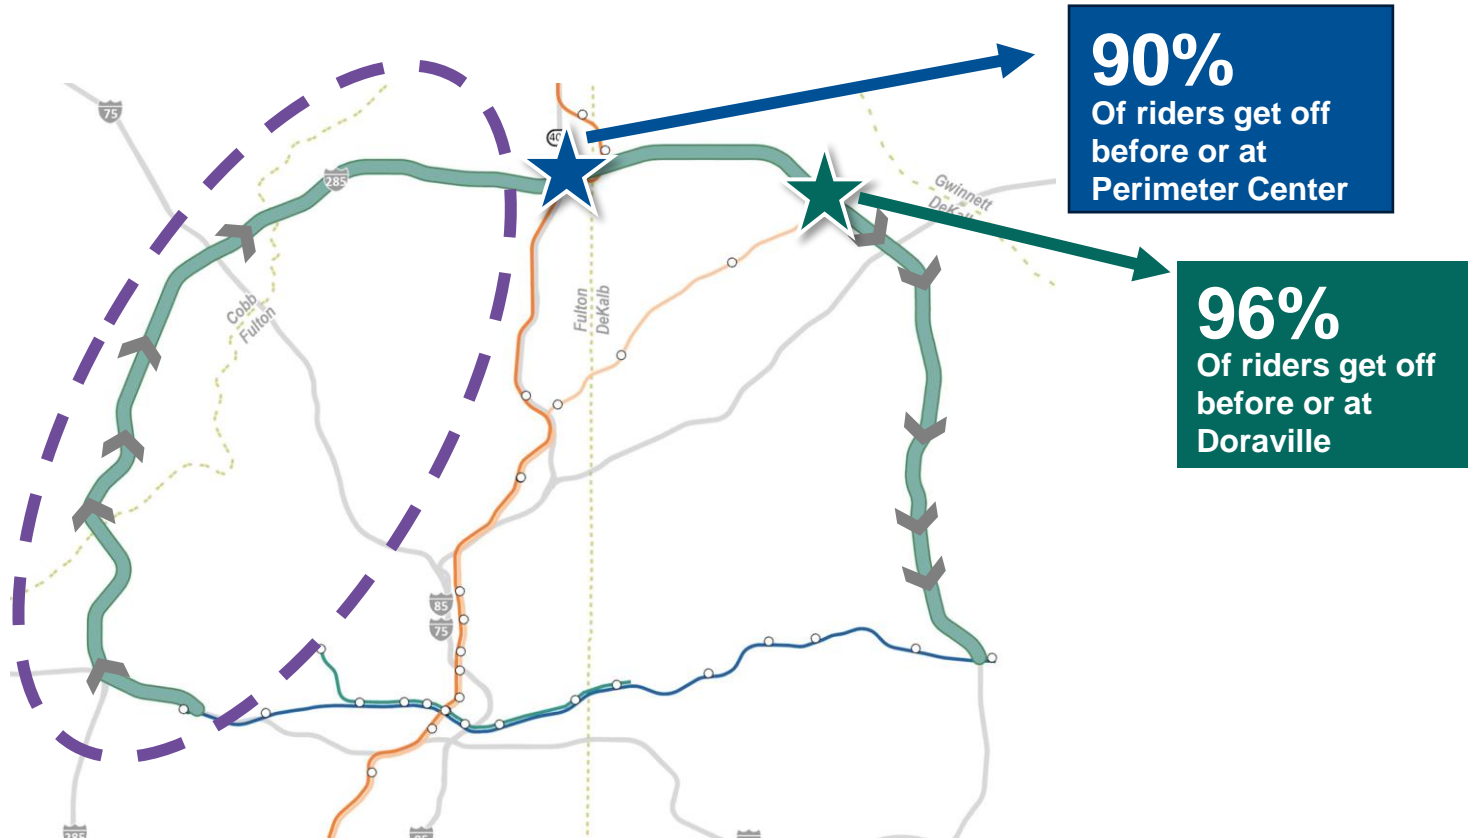 90%
Of riders get off
before or at
Perimeter Center
96%
Of riders get off
before or at
Doraville
75
285
Gwinnett
DeKalb
Cobb
Fulton
Fulton
DeKalb
85
75
285